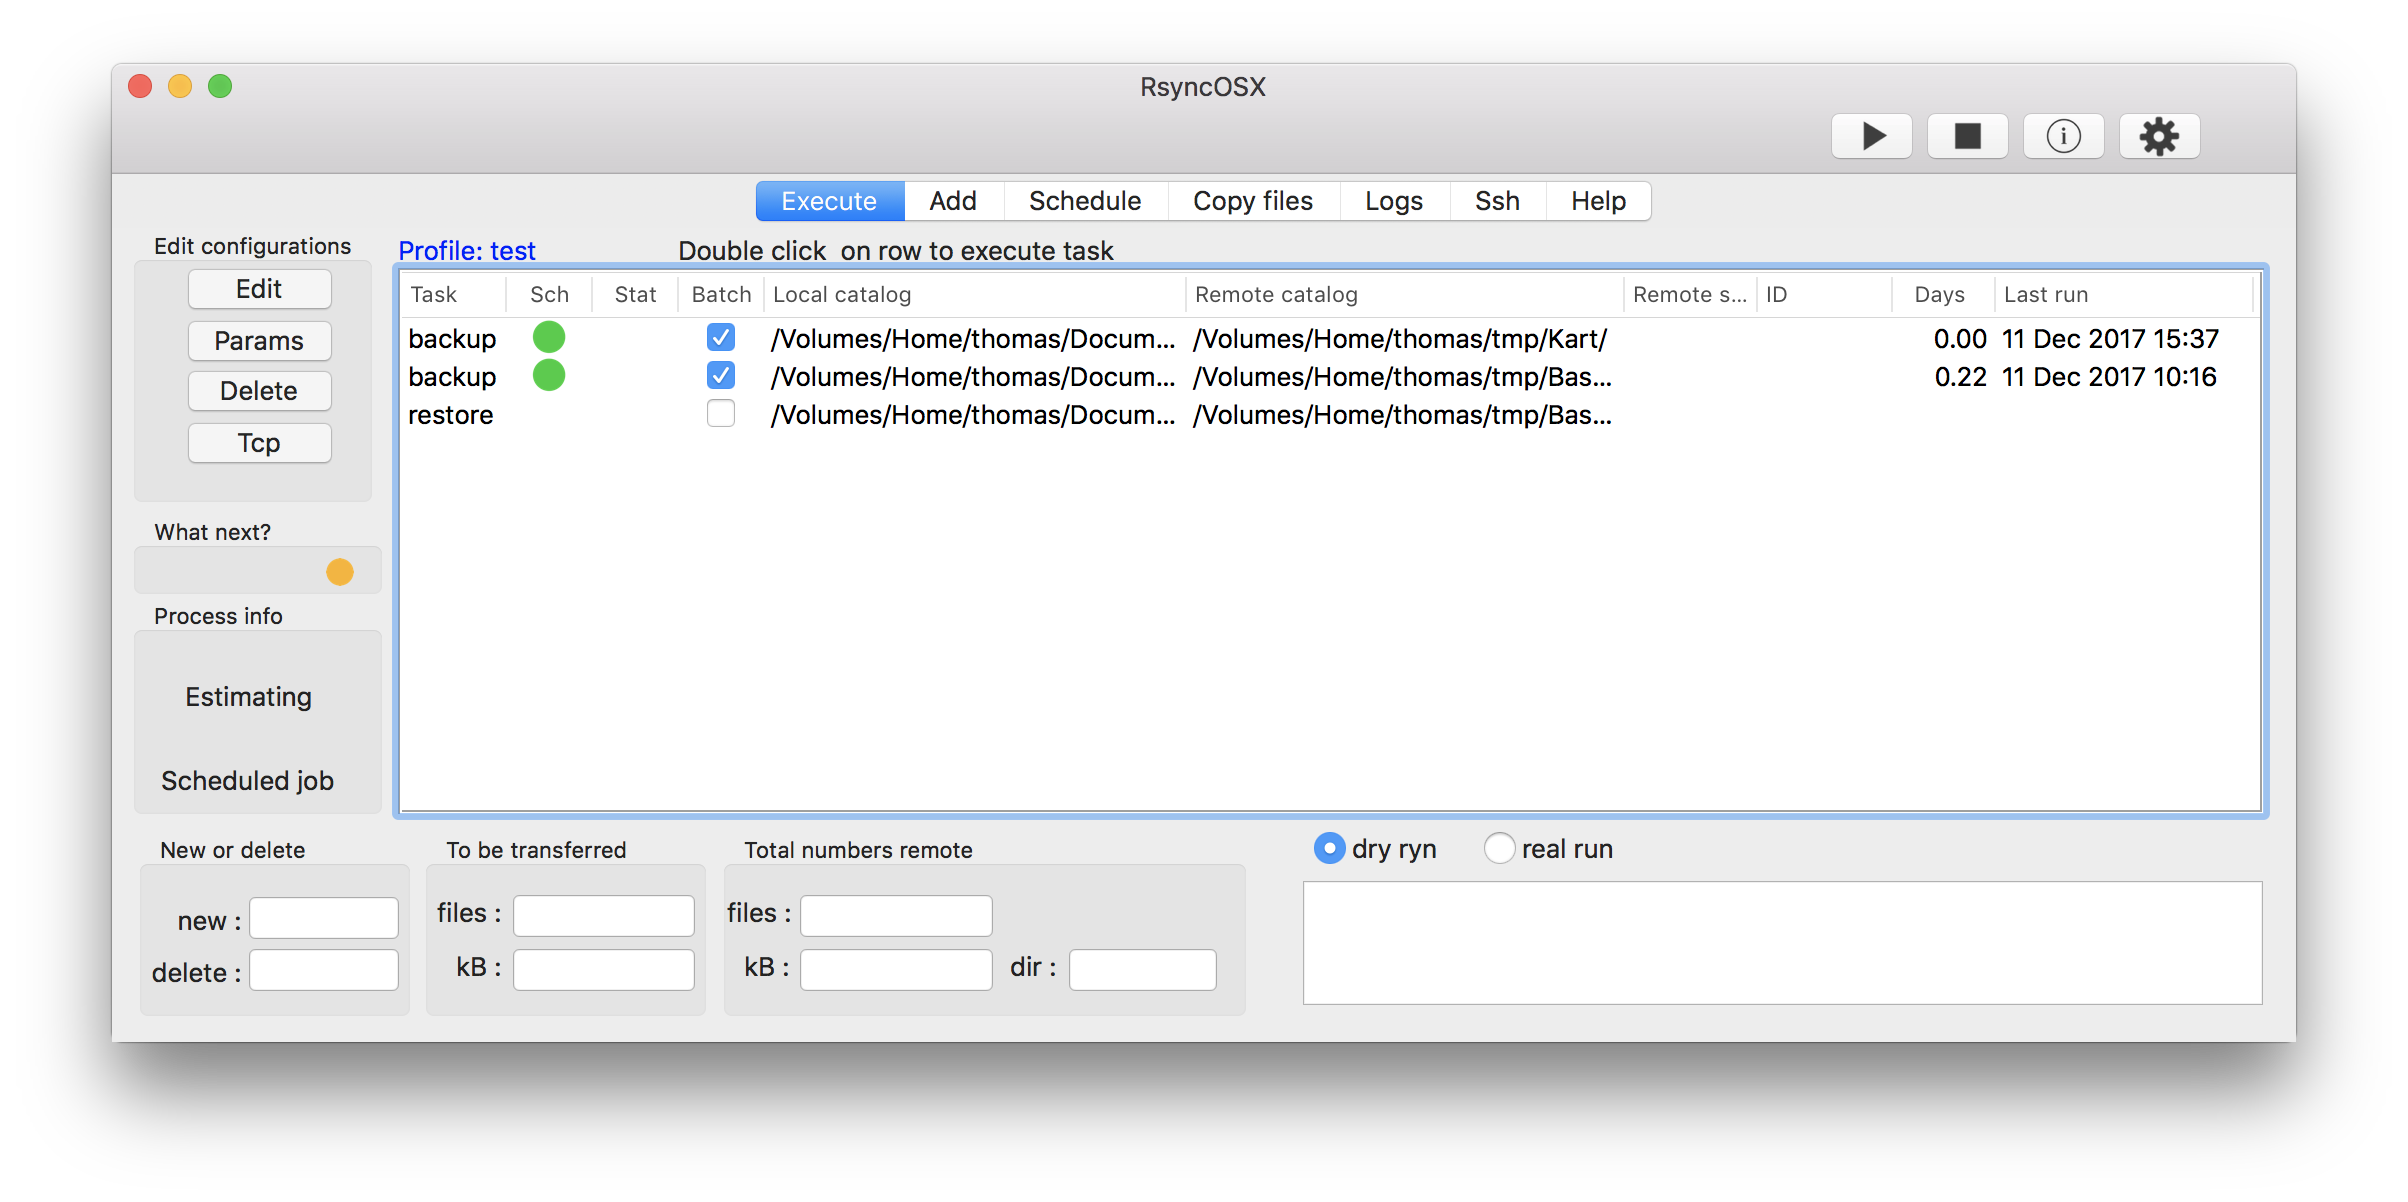 RsyncOSX
Execute Add Schedule Copy files Logs Ssh Help
Edit configurations
Edit
Params
Delete
Tcp
What next?
Process info
Estimating
Scheduled job
Profile: test Double click on row to execute task
Task Sch Stat Batch Local catalog Remote catalog Remote s... ID Days Last run
backup /Volumes/Home/thomas/Docum... /Volumes/Home/thomas/tmp/Kart/ 0.00 11 Dec 2017 15:37
backup /Volumes/Home/thomas/Docum... /Volumes/Home/thomas/tmp/Bas... 0.22 11 Dec 2017 10:16
restore /Volumes/Home/thomas/Docum... /Volumes/Home/thomas/tmp/Bas...
New or delete
new :
delete :
To be transferred
files :
kB :
Total numbers remote
files :
kB : dir :
dry ryn real run